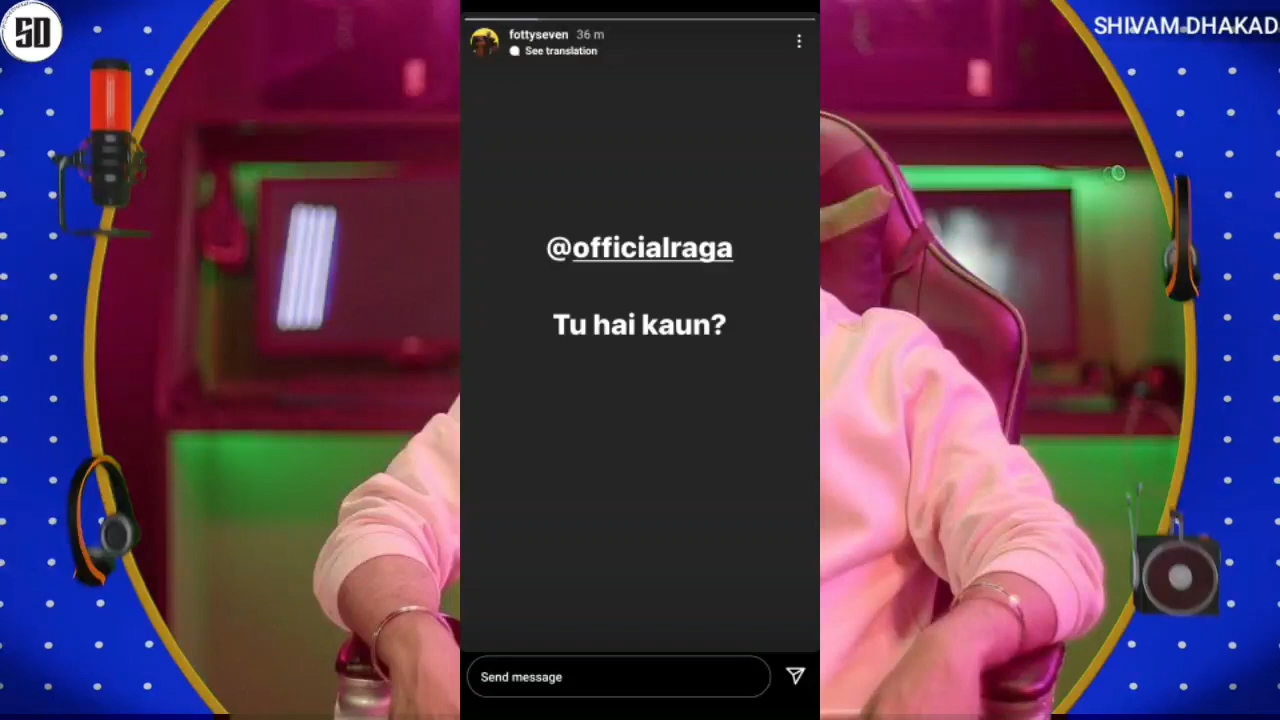 SD
SHIVAM DHAKAD
fottyseven 36 m
See translation
@officialraga
Tu hai kaun?
Send message